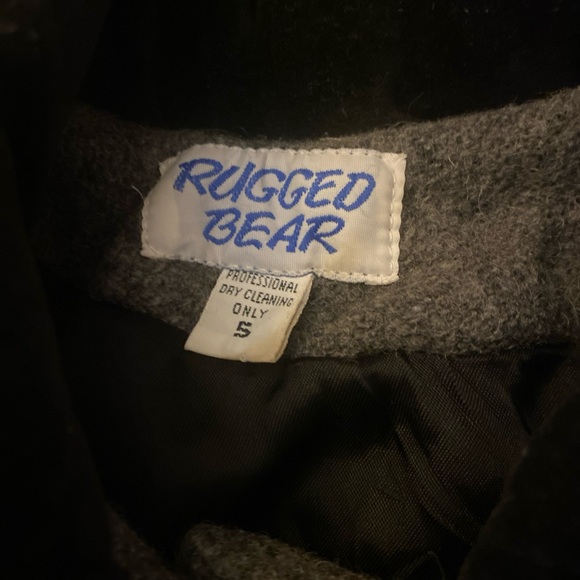 RUGGED
BEAR
PROFESSIONAL
DRY CLEANING
ONLY
5